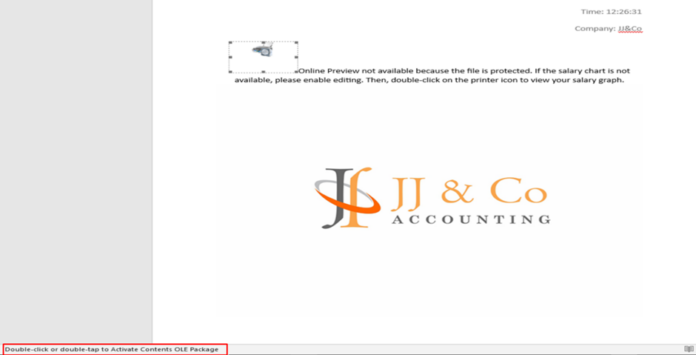 Time: 12:26:31
Company: JJ&Co
Online Preview not available because the file is protected. If the salary chart is not
available, please enable editing. Then, double-click on the printer icon to view your salary graph.
JJ & Co
ACCOUNTING
Double-click or double-tap to Activate Contents OLE Package